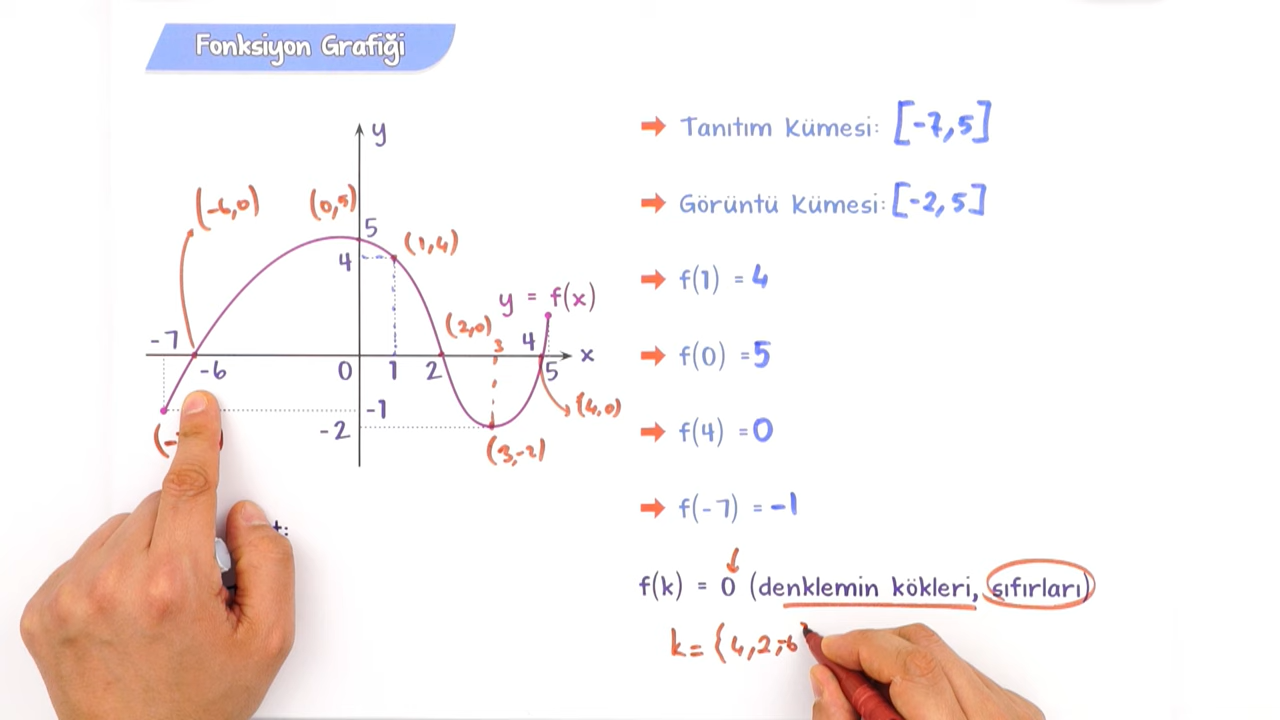 Fonksiyon Grafiği
y
(-6,0)
(0,5)
5
(1,4)
4
y = f(x)
(2,0)
3
4
-7
x
-6
0
1
2
5
-1
(4,0)
-2
(3,-2)
t:
➡ Tanıtım Kümesi: [-7,5]
➡ Görüntü Kümesi: [-2,5]
➡ f(1) = 4
➡ f(0) = 5
➡ f(4) = 0
➡ f(-7) = -1
f(k) = 0 (denklemin kökleri, sıfırları)
k = {4,2,-6